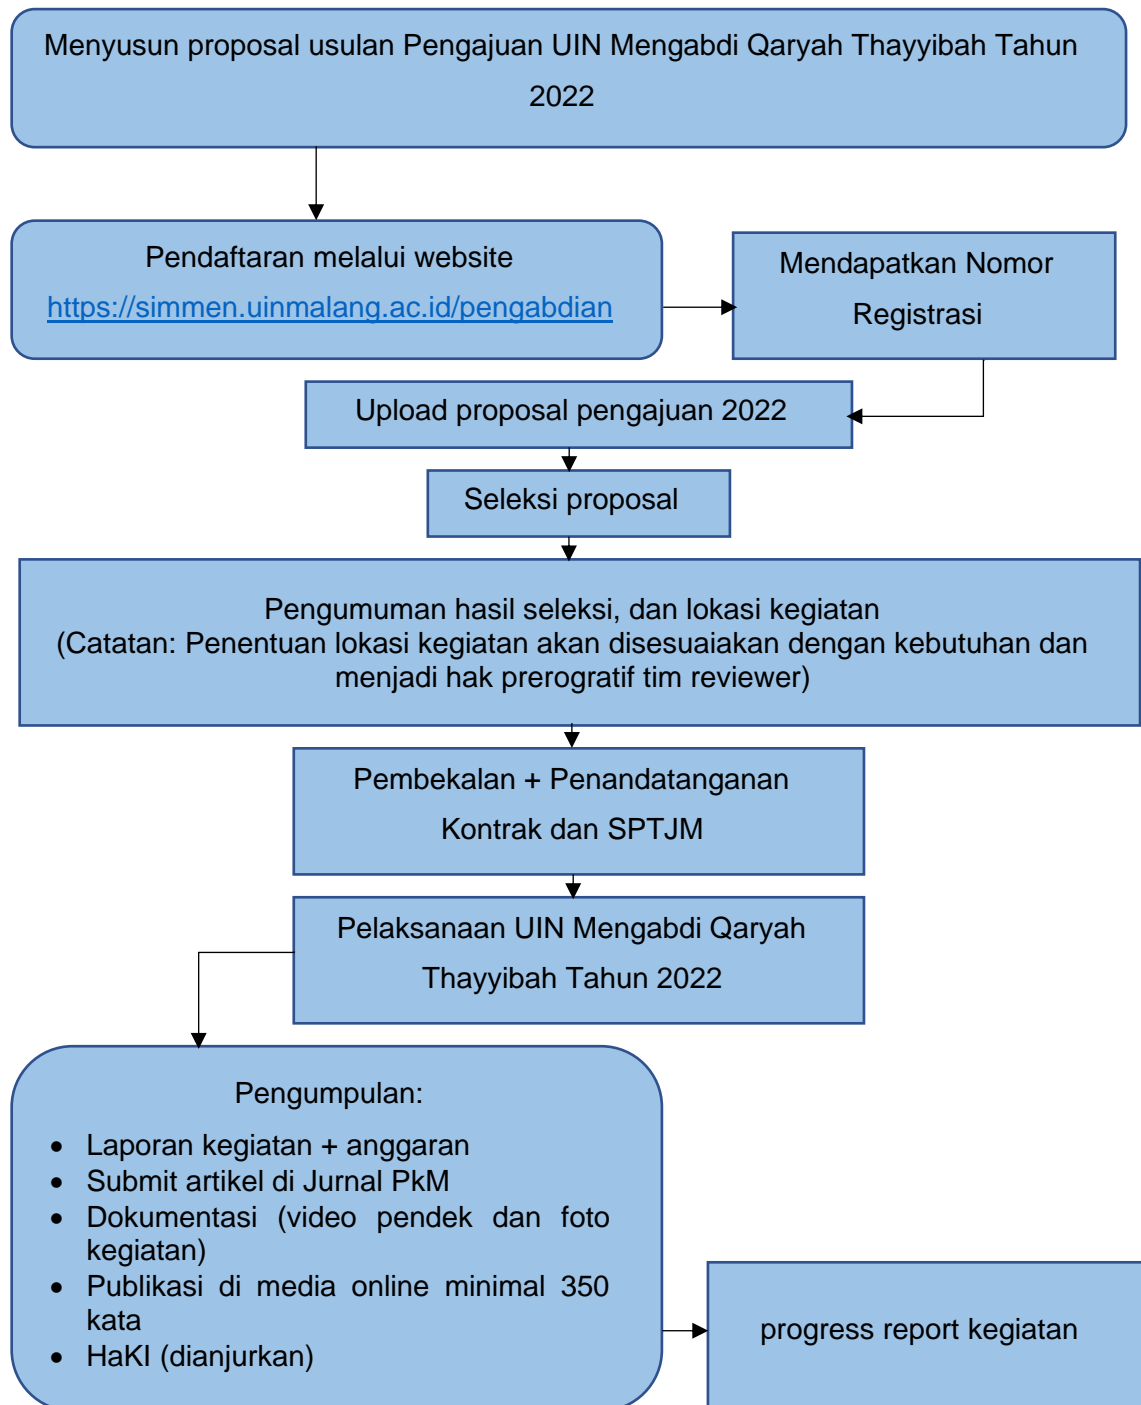 Menyusun proposal usulan Pengajuan UIN Mengabdi Qaryah Thayyibah Tahun
2022
Pendaftaran melalui website
https://simmen.uinmalang.ac.id/pengabdian
Mendapatkan Nomor
Registrasi
Upload proposal pengajuan 2022
Seleksi proposal
Pengumuman hasil seleksi, dan lokasi kegiatan
(Catatan: Penentuan lokasi kegiatan akan disesuaiakan dengan kebutuhan dan
menjadi hak prerogratif tim reviewer)
Pembekalan + Penandatanganan
Kontrak dan SPTJM
Pelaksanaan UIN Mengabdi Qaryah
Thayyibah Tahun 2022
Pengumpulan:
• Laporan kegiatan + anggaran
• Submit artikel di Jurnal PkM
• Dokumentasi (video pendek dan foto
kegiatan)
• Publikasi di media online minimal 350
kata
• HaKI (dianjurkan)
progress report kegiatan